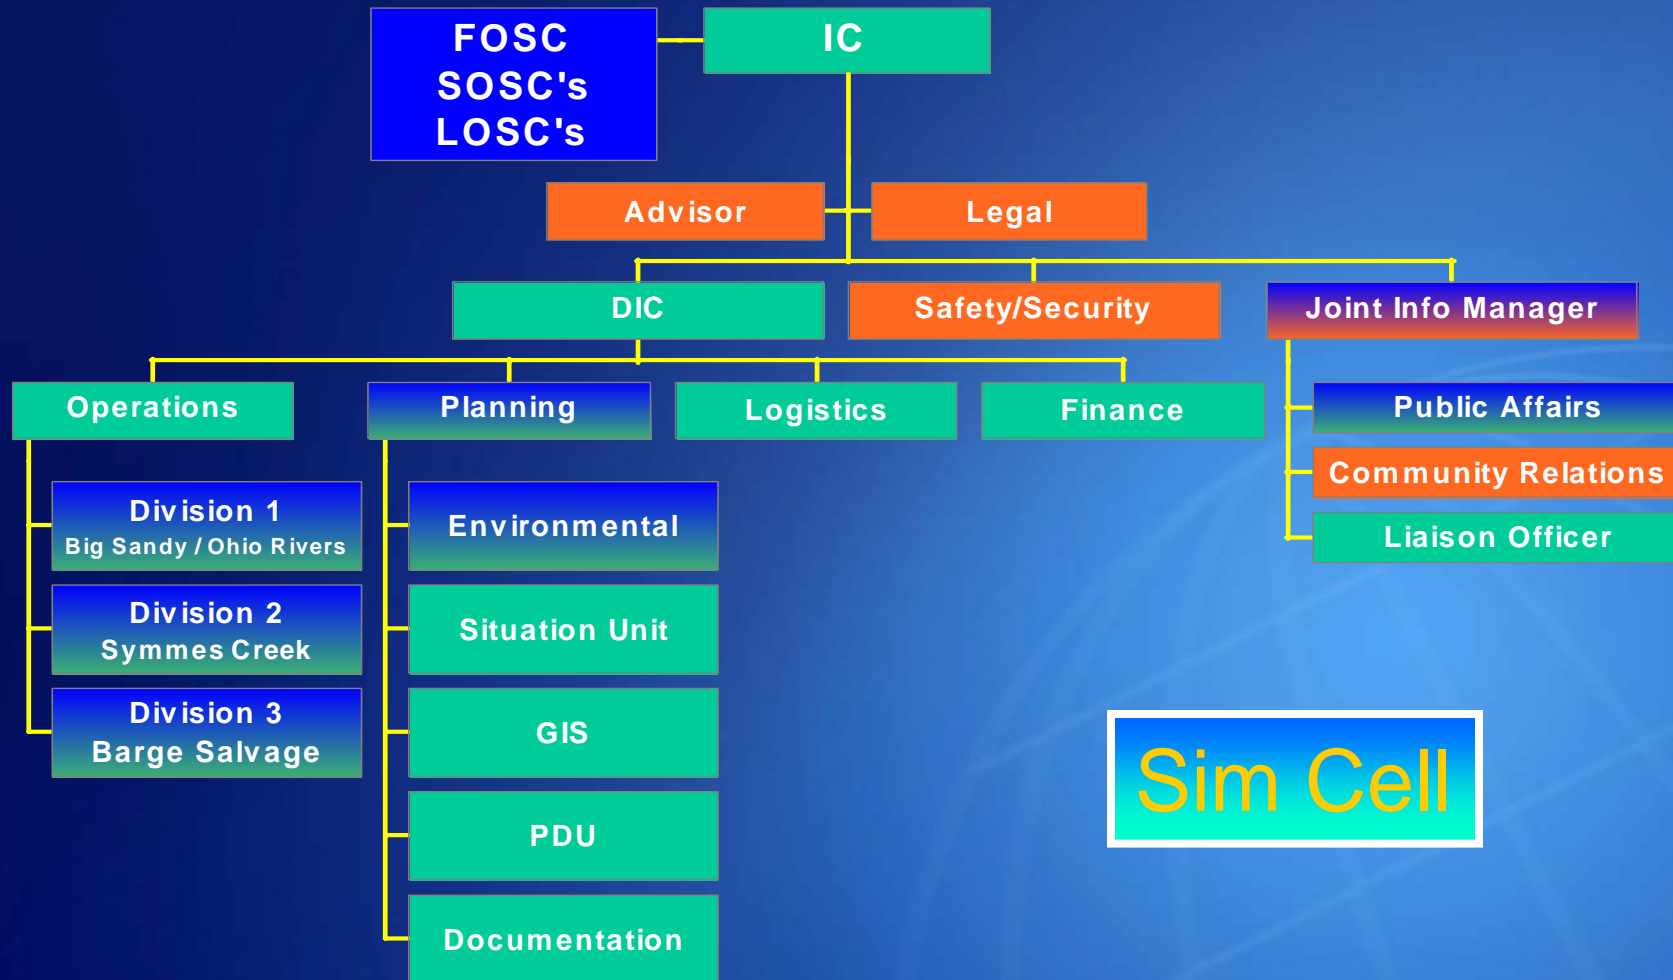 FOSC
SOSC's
LOSC's
IC
Advisor
Legal
DIC
Safety/Security
Joint Info Manager
Operations
Planning
Logistics
Finance
Public Affairs
Community Relations
Liaison Officer
Division 1
Big Sandy / Ohio Rivers
Division 2
Symmes Creek
Division 3
Barge Salvage
Environmental
Situation Unit
GIS
PDU
Documentation
Sim Cell